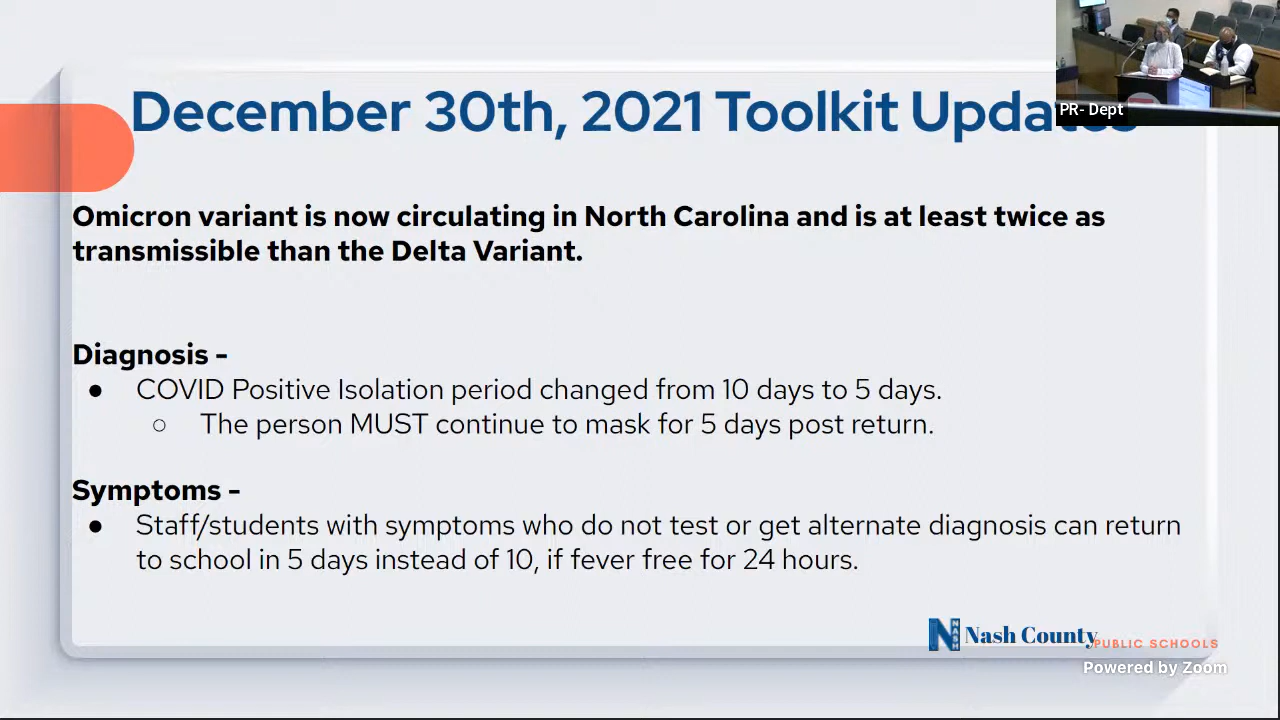 December 30th, 2021 Toolkit
PR- Dept
Omicron variant is now circulating in North Carolina and is at least twice as
transmissible than the Delta Variant.
Diagnosis -
● COVID Positive Isolation period changed from 10 days to 5 days.
○ The person MUST continue to mask for 5 days post return.
Symptoms -
● Staff/students with symptoms who do not test or get alternate diagnosis can return
to school in 5 days instead of 10, if fever free for 24 hours.
N NASH Nash County PUBLIC SCHOOLS
Powered by Zoom